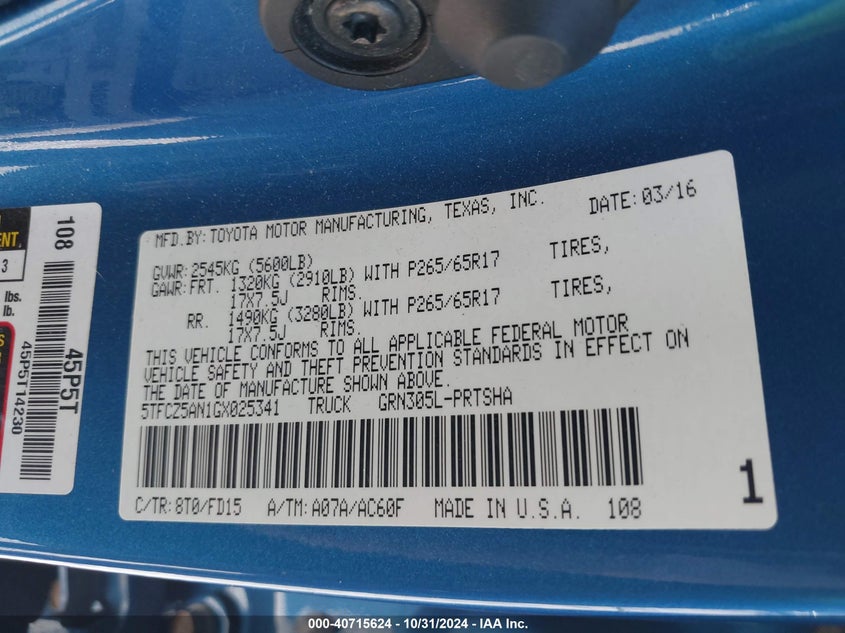 MFD.BY:TOYOTA MOTOR MANUFACTURING, TEXAS, INC. DATE:03/16
GVWR:2545KG (5600LB)
GAWR:FRT. 1320KG (2910LB) WITH P265/65R17 TIRES,
17X7.5J RIMS.
RR. 1490KG (3280LB) WITH P265/65R17 TIRES,
17X7.5J RIMS.
THIS VEHICLE CONFORMS TO ALL APPLICABLE FEDERAL MOTOR
VEHICLE SAFETY AND THEFT PREVENTION STANDARDS IN EFFECT ON
THE DATE OF MANUFACTURE SHOWN ABOVE.
5TFCZ5AN1GX025341 TRUCK GRN305L-PRTSHA
C/TR:8T0/FD15 A/TM:A07A/AC60F MADE IN U.S.A. 108
1
108
45P5T
45P5T14230
ENT,
3
lbs.
lb.
000-40715624 - 10/31/2024 - IAA Inc.